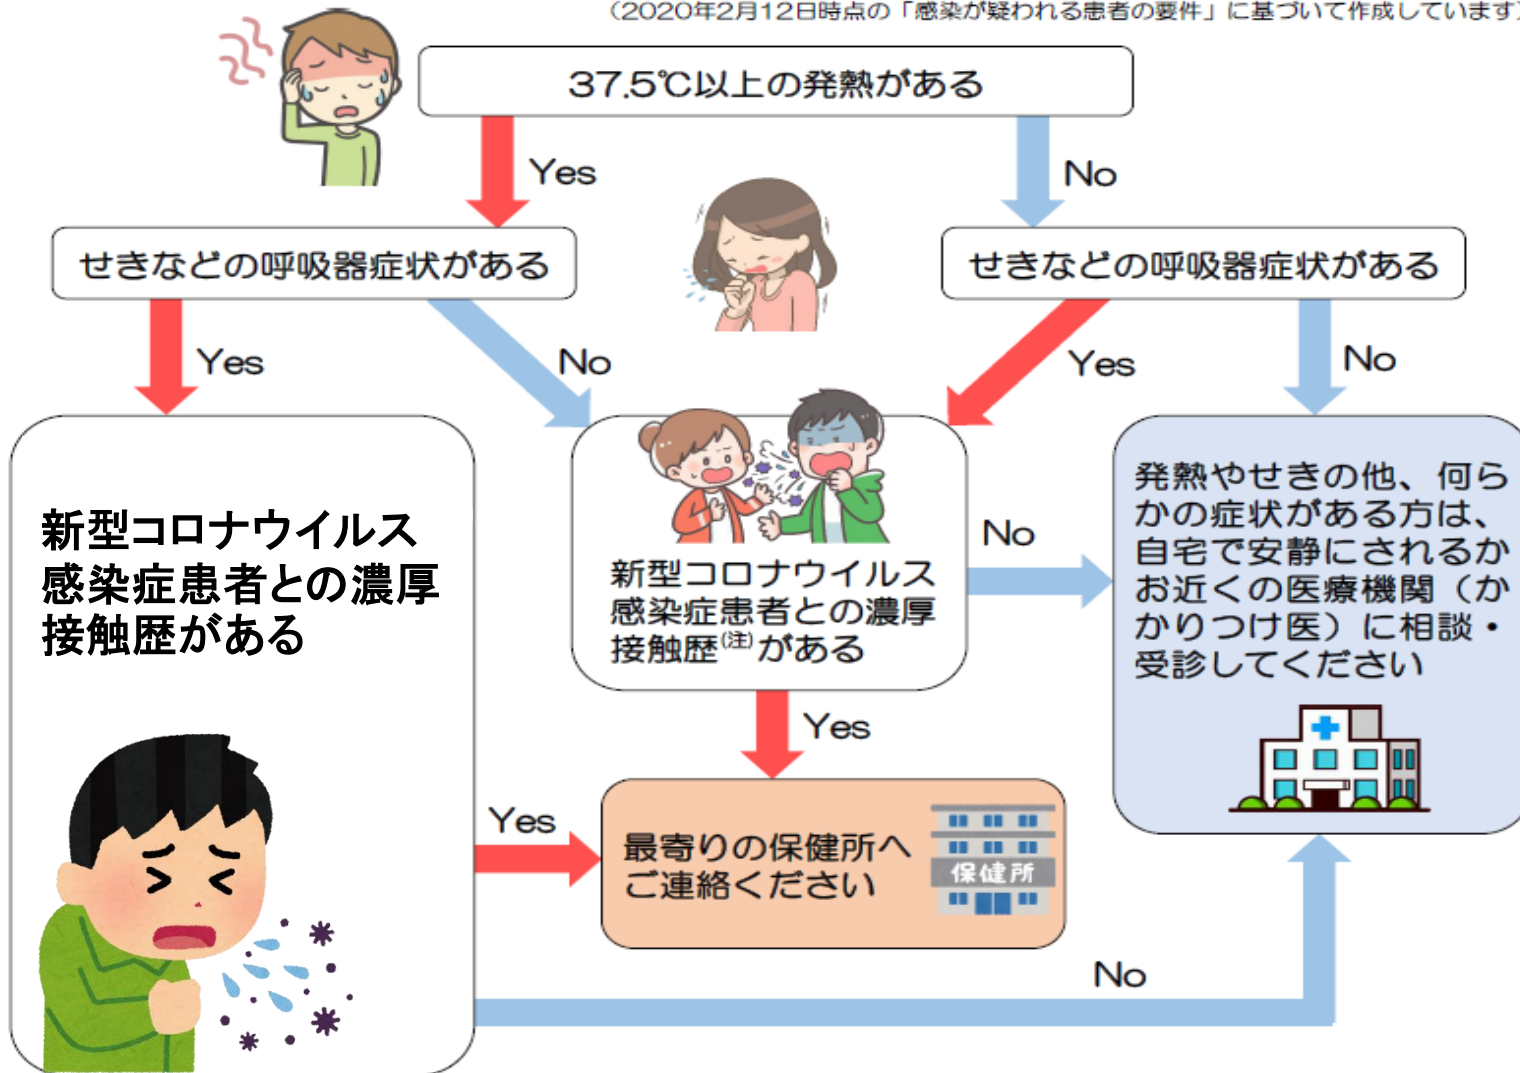 （2020年2月12日時点の「感染が疑われる患者の要件」に基づいて作成しています）
37.5℃以上の発熱がある
Yes
No
せきなどの呼吸器症状がある
せきなどの呼吸器症状がある
Yes
No
Yes
No
新型コロナウイルス
感染症患者との濃厚
接触歴がある
新型コロナウイルス
感染症患者との濃厚
接触歴(注)がある
No
発熱やせきの他、何ら
かの症状がある方は、
自宅で安静にされるか
お近くの医療機関（か
かりつけ医）に相談・
受診してください
Yes
Yes
最寄りの保健所へ
ご連絡ください
保健所
No